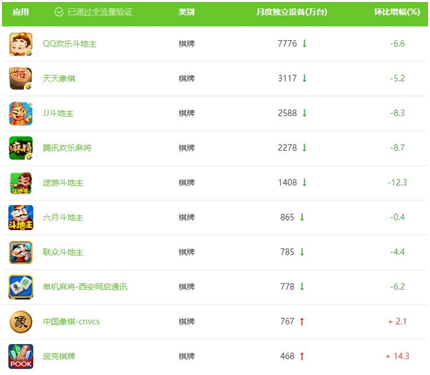 应用 已通过全流量验证 类别 月度独立设备(万台) 环比增幅(%)
QQ欢乐斗地主 棋牌 7776 ↓ -6.6
天天象棋 棋牌 3117 ↓ -5.2
JJ斗地主 棋牌 2588 ↓ -8.3
腾讯欢乐麻将 棋牌 2278 ↓ -8.7
途游斗地主 棋牌 1408 ↓ -12.3
六月斗地主 棋牌 865 ↓ -0.4
联众斗地主 棋牌 785 ↓ -4.4
单机麻将-西安同启通讯 棋牌 778 ↓ -6.2
中国象棋-cnvcs 棋牌 767 ↑ + 2.1
波克棋牌 棋牌 468 ↑ + 14.3
斗地主
POOK